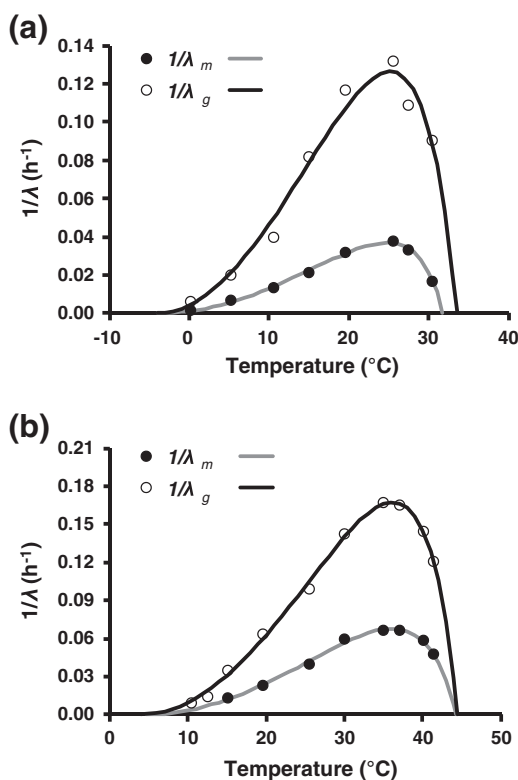 (a)
0.14
0.12
0.10
0.08
0.06
0.04
0.02
0.00
1/λ (h-1)
1/λ m
1/λ g
-10 0 10 20 30 40
Temperature (°C)
(b)
0.21
0.18
0.15
0.12
0.09
0.06
0.03
0.00
1/λ (h-1)
1/λ m
1/λ g
0 10 20 30 40 50
Temperature (°C)